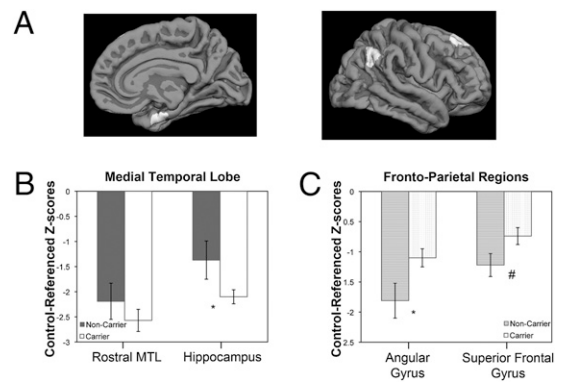 A
B
Medial Temporal Lobe
Control-Referenced Z-scores
0
-.5
-1
-1.5
-2
-2.5
-3
*
Non-Carrier
Carrier
Rostral MTL
Hippocampus
C
Fronto-Parietal Regions
Control-Referenced Z-scores
0
-.5
-1
-1.5
-2
2.5
*
#
Non-Carrier
Carrier
Angular
Gyrus
Superior Frontal
Gyrus